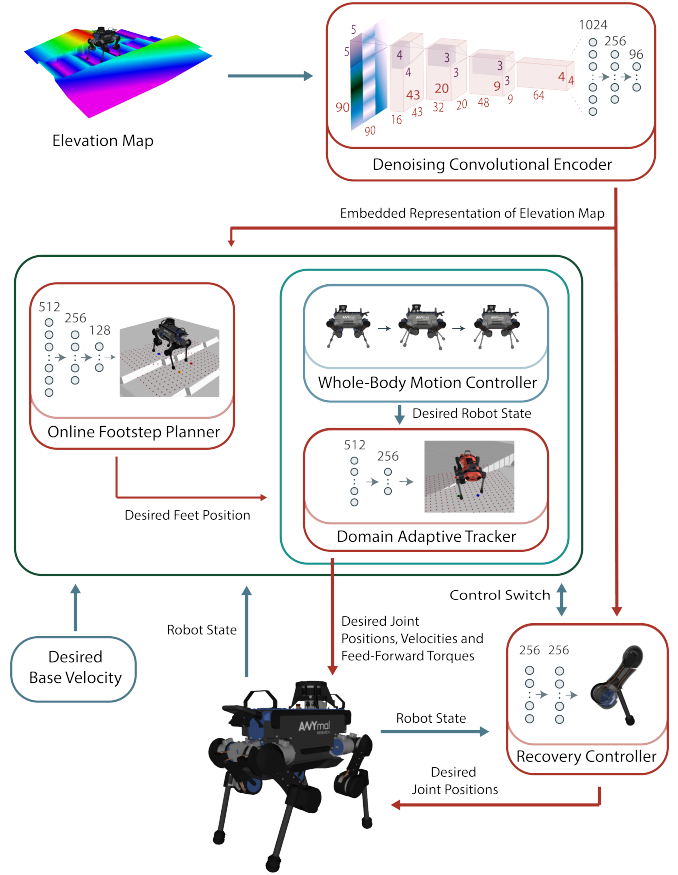 Elevation Map
1024
256
96
5
5
90
90
4
4
43
16
43
3
3
20
32
20
3
3
9
48
9
64
4
4
Denoising Convolutional Encoder
Embedded Representation of Elevation Map
512
256
128
Online Footstep Planner
Whole-Body Motion Controller
Desired Robot State
512
256
Domain Adaptive Tracker
Desired Feet Position
Control Switch
Robot State
Desired Joint
Positions, Velocities and
Feed-Forward Torques
Desired
Base Velocity
256 256
Recovery Controller
ANYmal
Robot State
Desired
Joint Positions